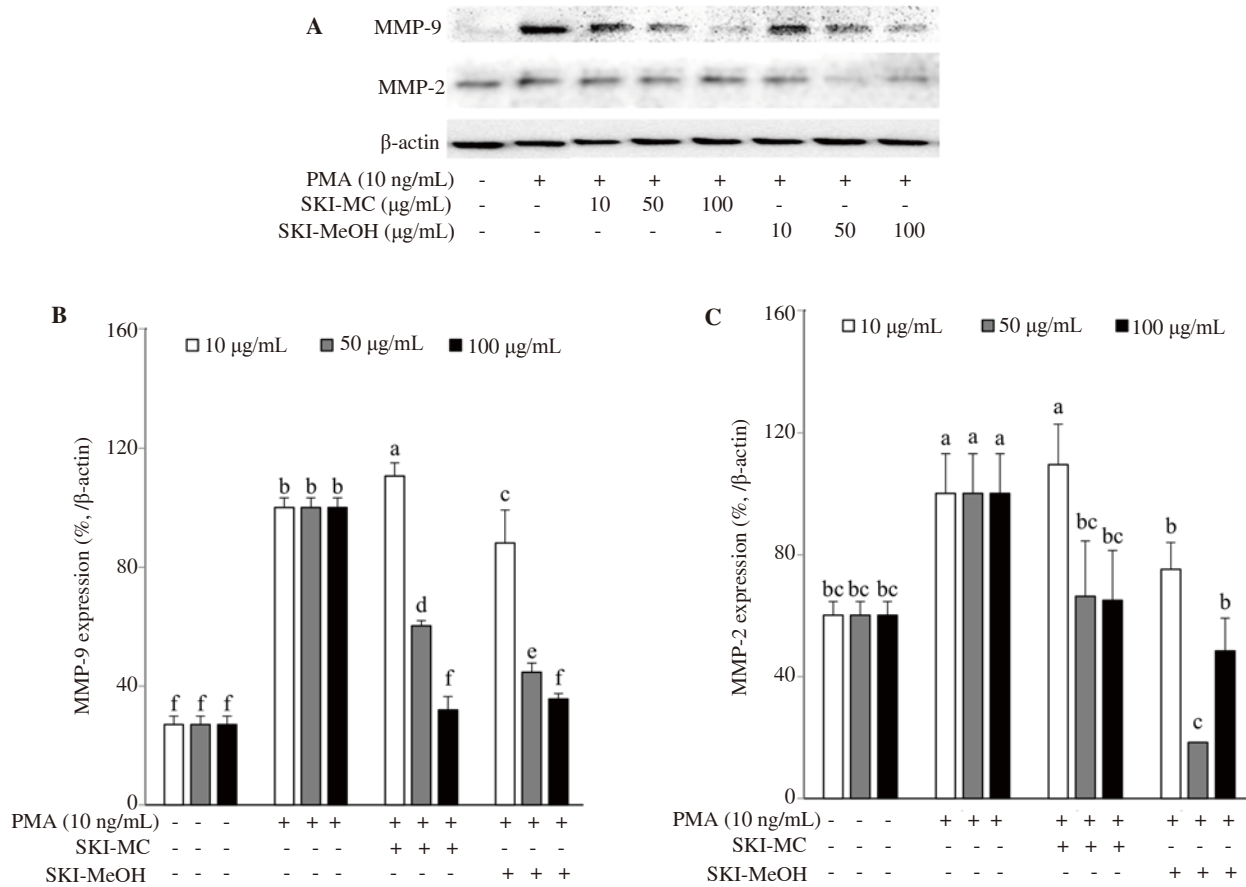 A
MMP-9
MMP-2
β-actin
PMA (10 ng/mL) - + + + + + + +
SKI-MC (μg/mL) - - 10 50 100 - - -
SKI-MeOH (μg/mL) - - - - - 10 50 100
B
160
10 μg/mL 50 μg/mL 100 μg/mL
120
80
40
0
MMP-9 expression (%, /β-actin)
f f f b b b a d f c e f
PMA (10 ng/mL) - - - + + + + + + + + +
SKI-MC - - - - - - + + + - - -
SKI-MeOH - - - - - - - - - + + +
C
160
10 μg/mL 50 μg/mL 100 μg/mL
120
80
40
0
MMP-2 expression (%, /β-actin)
bc bc bc a a a a bc bc b c b
PMA (10 ng/mL) - - - + + + + + + + + +
SKI-MC - - - - - - + + + - - -
SKI-MeOH - - - - - - - - - + + +